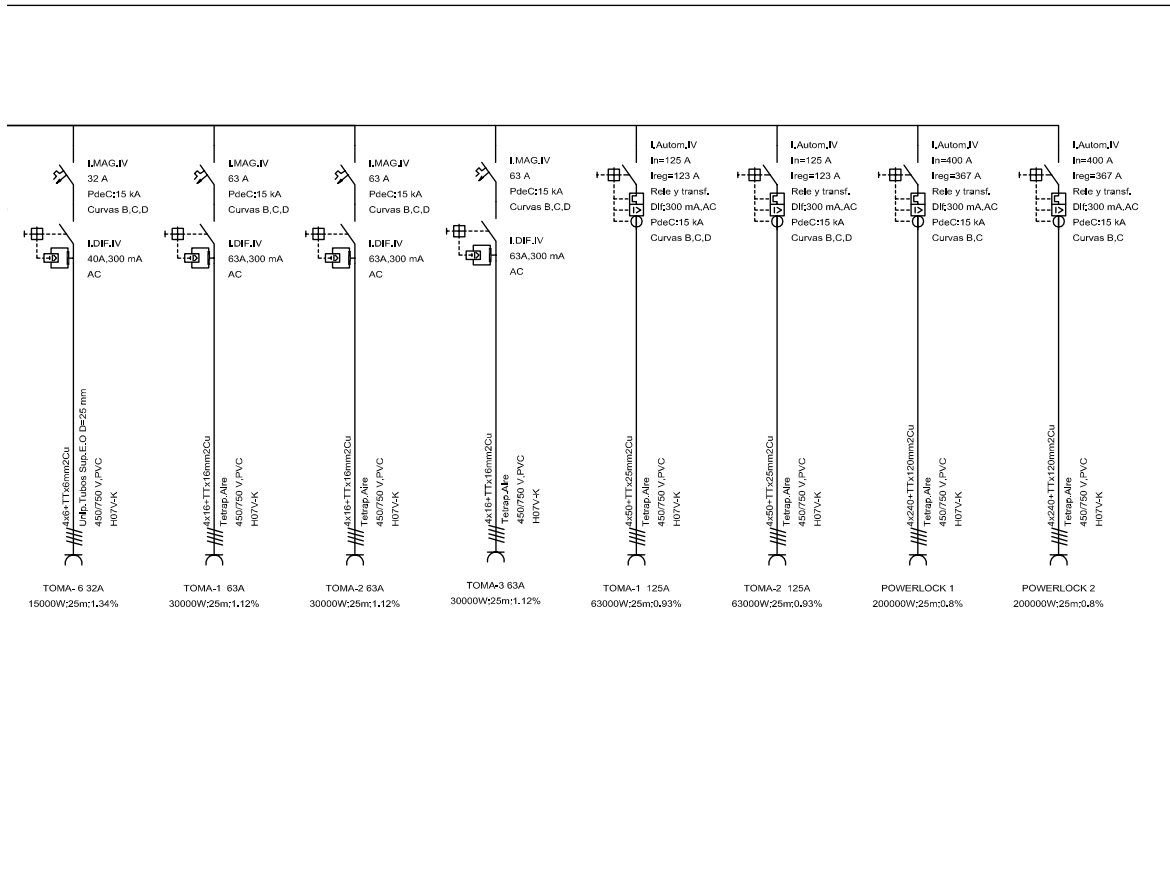 I.MAG.IV
32 A
PdeC:15 kA
Curvas B,C,D
I.DIF.IV
40A,300 mA
AC
4x6+TTx6mm2Cu
Unip.Tubos Sup.E.O D=25 mm
450/750 V,PVC
H07V-K
TOMA- 6 32A
15000W;25m;1.34%
I.MAG.IV
63 A
PdeC:15 kA
Curvas B,C,D
I.DIF.IV
63A,300 mA
AC
4x16+TTx16mm2Cu
Tetrap.Aire
450/750 V,PVC
H07V-K
TOMA-1 63A
30000W;25m;1.12%
I.MAG.IV
63 A
PdeC:15 kA
Curvas B,C,D
I.DIF.IV
63A,300 mA
AC
4x16+TTx16mm2Cu
Tetrap.Aire
450/750 V,PVC
H07V-K
TOMA-2 63A
30000W;25m;1.12%
I.MAG.IV
63 A
PdeC:15 kA
Curvas B,C,D
I.DIF.IV
63A,300 mA
AC
4x16+TTx16mm2Cu
Tetrap.Aire
450/750 V,PVC
H07V-K
TOMA-3 63A
30000W;25m;1.12%
I.Autom.IV
In=125 A
Ireg=123 A
Rele y transf.
Dif:300 mA,AC
PdeC:15 kA
Curvas B,C,D
4x50+TTx25mm2Cu
Tetrap.Aire
450/750 V,PVC
H07V-K
TOMA-1 125A
63000W;25m;0.93%
I.Autom.IV
In=125 A
Ireg=123 A
Rele y transf.
Dif:300 mA,AC
PdeC:15 kA
Curvas B,C,D
4x50+TTx25mm2Cu
Tetrap.Aire
450/750 V,PVC
H07V-K
TOMA-2 125A
63000W;25m;0.93%
I.Autom.IV
In=400 A
Ireg=367 A
Rele y transf.
Dif:300 mA,AC
PdeC:15 kA
Curvas B,C
4x240+TTx120mm2Cu
Tetrap.Aire
450/750 V,PVC
H07V-K
POWERLOCK 1
200000W;25m;0.8%
I.Autom.IV
In=400 A
Ireg=367 A
Rele y transf.
Dif:300 mA,AC
PdeC:15 kA
Curvas B,C
4x240+TTx120mm2Cu
Tetrap.Aire
450/750 V,PVC
H07V-K
POWERLOCK 2
200000W;25m;0.8%